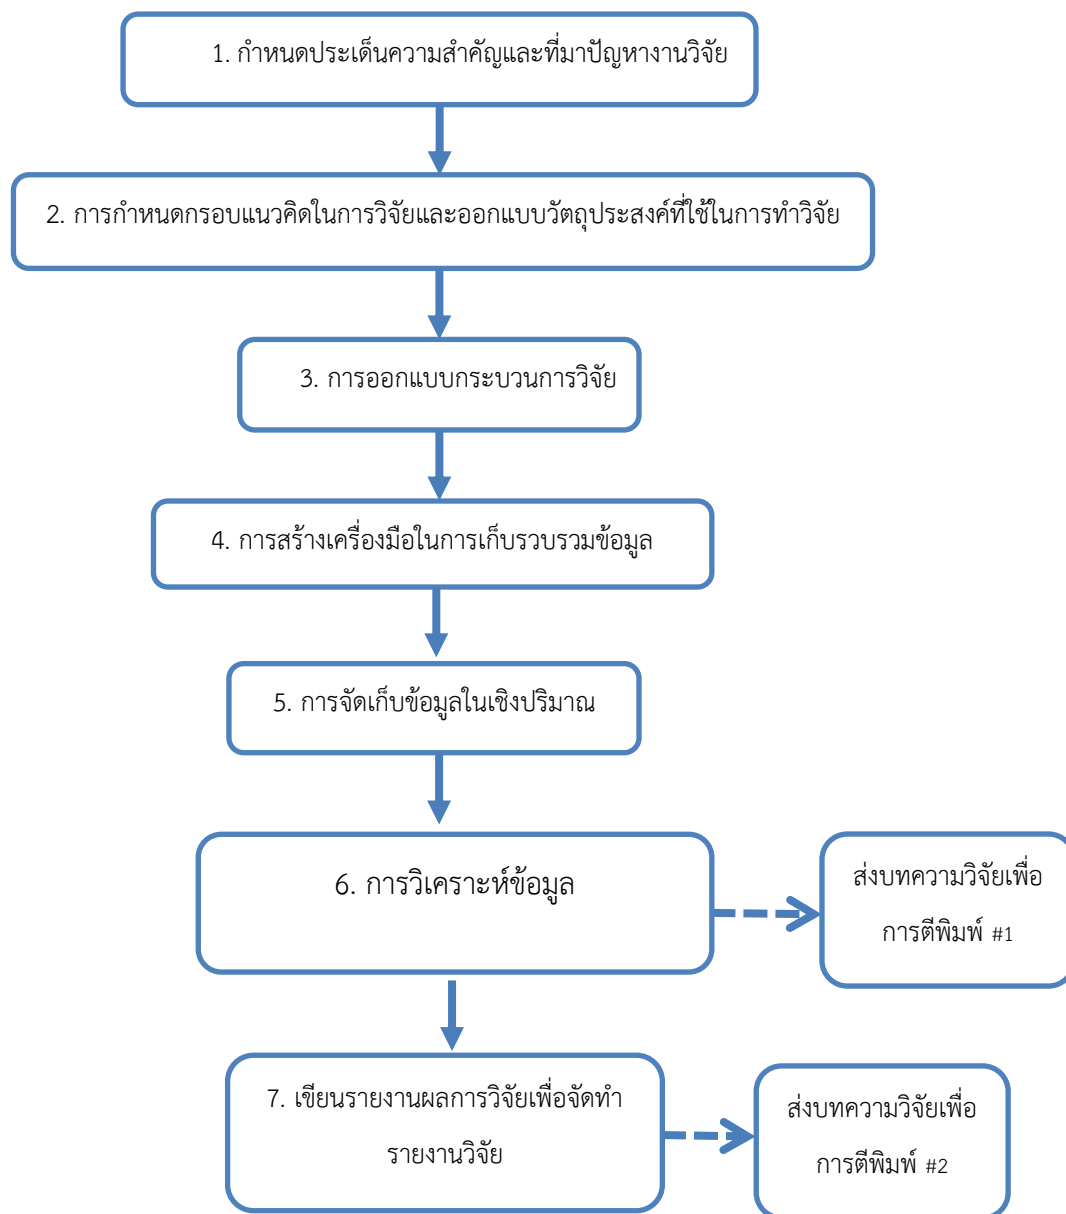 1. กำหนดประเด็นความสำคัญและที่มาปัญหางานวิจัย
2. การกำหนดกรอบแนวคิดในการวิจัยและออกแบบวัตถุประสงค์ที่ใช้ในการทำวิจัย
3. การออกแบบกระบวนการวิจัย
4. การสร้างเครื่องมือในการเก็บรวบรวมข้อมูล
5. การจัดเก็บข้อมูลในเชิงปริมาณ
6. การวิเคราะห์ข้อมูล
ส่งบทความวิจัยเพื่อ
การตีพิมพ์ #1
7. เขียนรายงานผลการวิจัยเพื่อจัดทำ
รายงานวิจัย
ส่งบทความวิจัยเพื่อ
การตีพิมพ์ #2